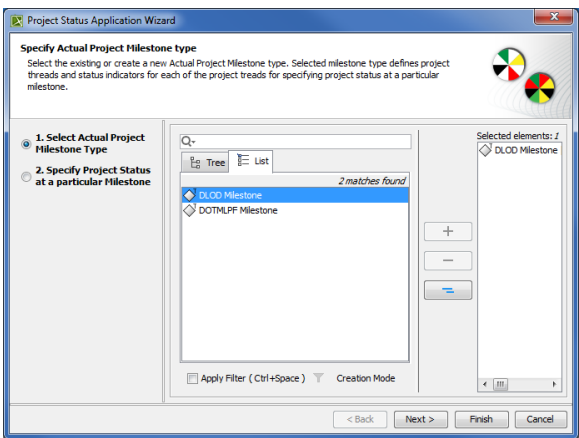 Project Status Application Wizard
Specify Actual Project Milestone type
Select the existing or create a new Actual Project Milestone type. Selected milestone type defines project
threads and status indicators for each of the project treads for specifying project status at a particular
milestone.
1. Select Actual Project
Milestone Type
2. Specify Project Status
at a particular Milestone
Tree
List
2 matches found
DLOD Milestone
DOTMLPF Milestone
Apply Filter ( Ctrl+Space )
Creation Mode
Selected elements: 1
DLOD Milestone
< Back
Next >
Finish
Cancel